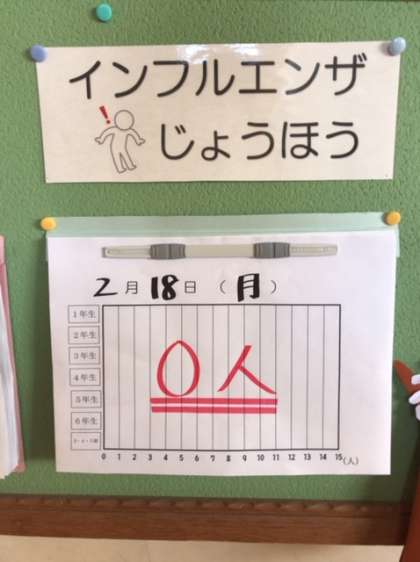 インフルエンザ
!
じょうほう
2月18日(月)
1年生
2年生
3年生
4年生
5年生
6年生
0人
0 1 2 3 4 5 6 7 8 9 10 11 12 13 14 15(人)